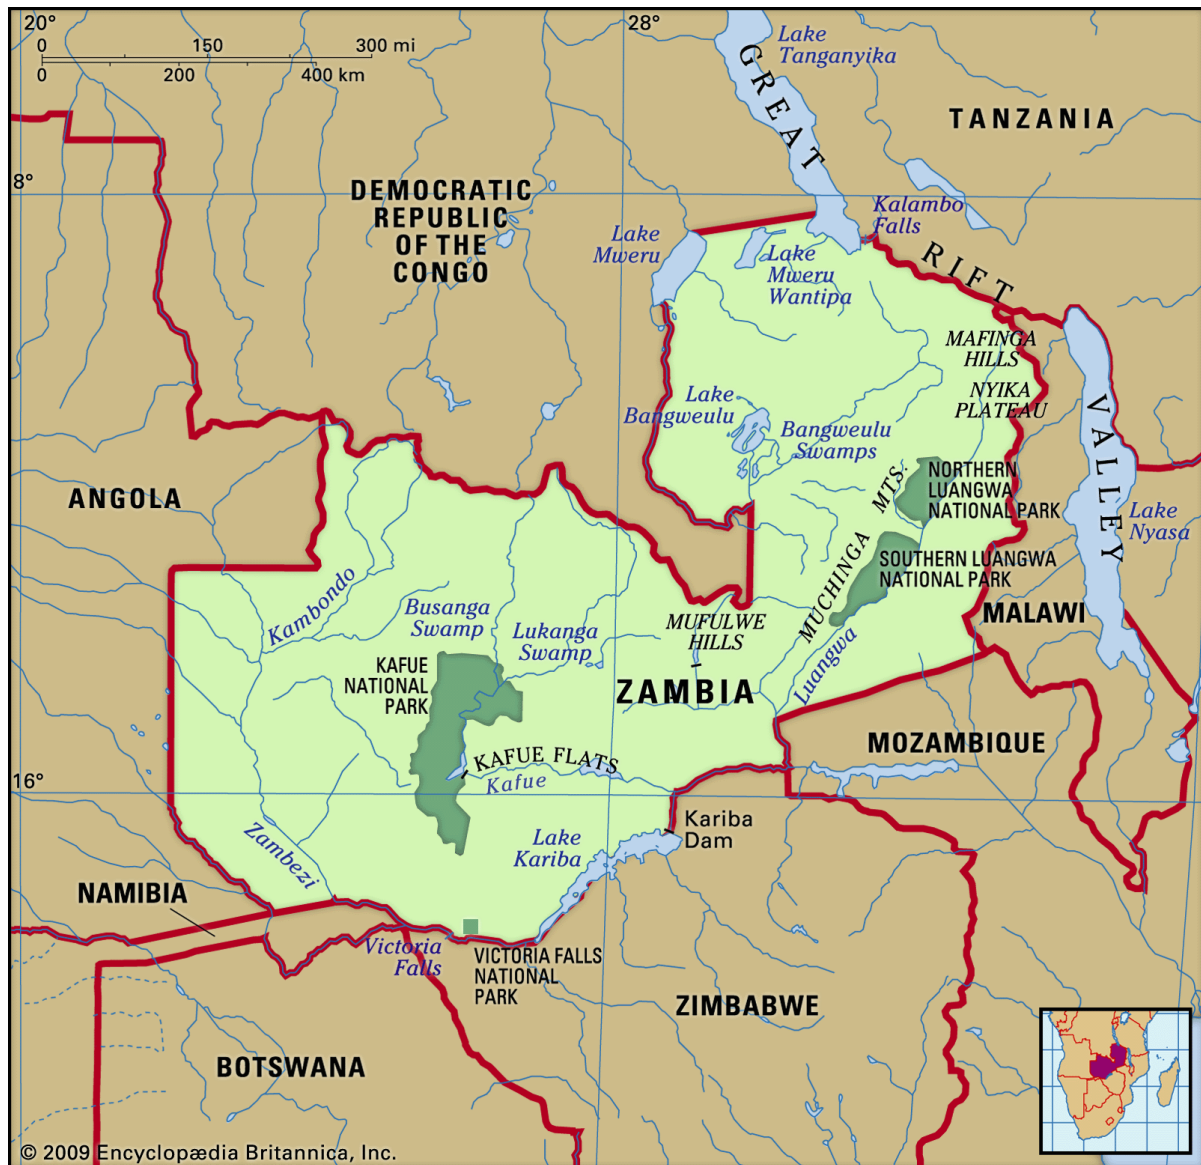 20°
28°
0 150 300 mi
0 200 400 km
Lake
Tanganyika
GREAT
TANZANIA
8°
DEMOCRATIC
REPUBLIC
OF THE
CONGO
Kalambo
Falls
Lake
Mweru
Lake
Mweru
Wantipa
RIFT
MAFINGA
HILLS
NYIKA
PLATEAU
Lake
Bangweulu
Bangweulu
Swamps
VALLEY
ANGOLA
MTS.
NORTHERN
LUANGWA
NATIONAL PARK
Lake
Nyasa
MUCHINGA
SOUTHERN LUANGWA
NATIONAL PARK
Kambondo
Busanga
Swamp
Lukanga
Swamp
MUFULWE
HILLS
MALAWI
Luangwa
KAFUE
NATIONAL
PARK
ZAMBIA
MOZAMBIQUE
KAFUE FLATS
Kafue
16°
Zambezi
Lake
Kariba
Kariba
Dam
NAMIBIA
Victoria
Falls
VICTORIA FALLS
NATIONAL
PARK
ZIMBABWE
BOTSWANA
© 2009 Encyclopædia Britannica, Inc.